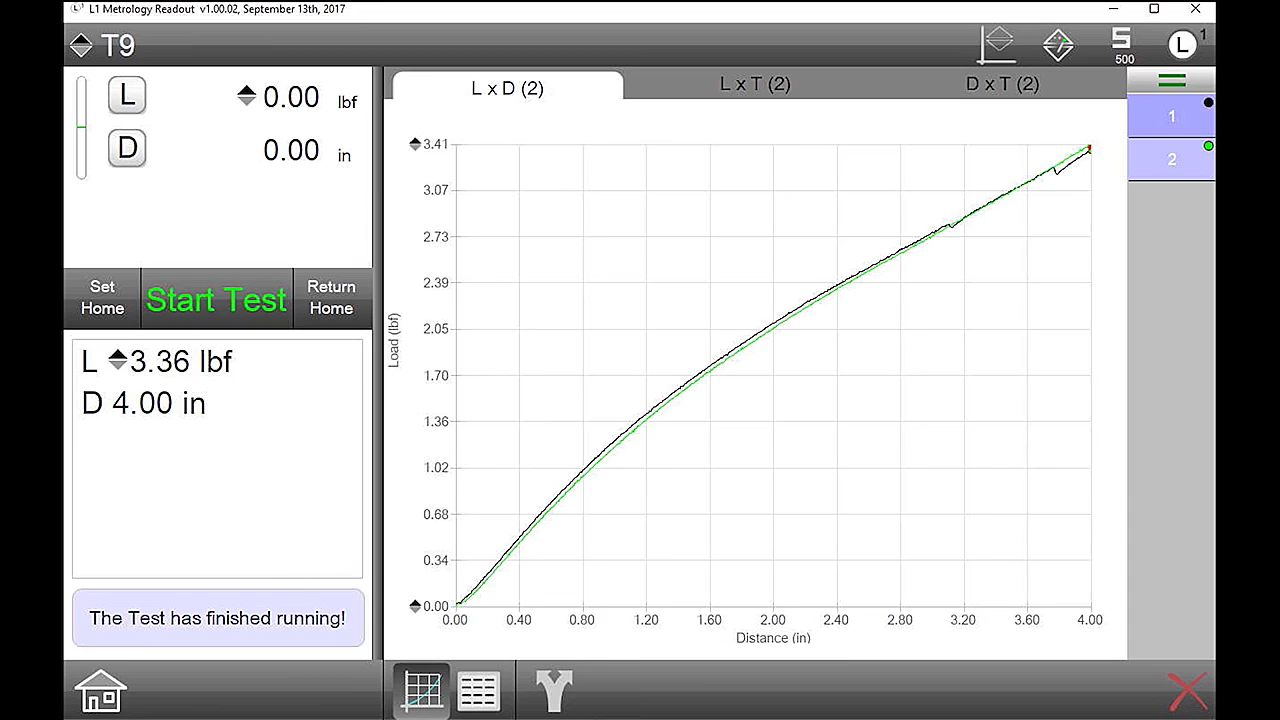 L1 Metrology Readout v1.00.02, September 13th, 2017
T9
S
500
L
1
L 0.00 lbf
D 0.00 in
Set Home
Start Test
Return Home
L 3.36 lbf
D 4.00 in
The Test has finished running!
L x D (2)
L x T (2)
D x T (2)
1
2
3.41
3.07
2.73
2.39
2.05
1.70
1.36
1.02
0.68
0.34
0.00
Load (lbf)
0.00 0.40 0.80 1.20 1.60 2.00 2.40 2.80 3.20 3.60 4.00
Distance (in)